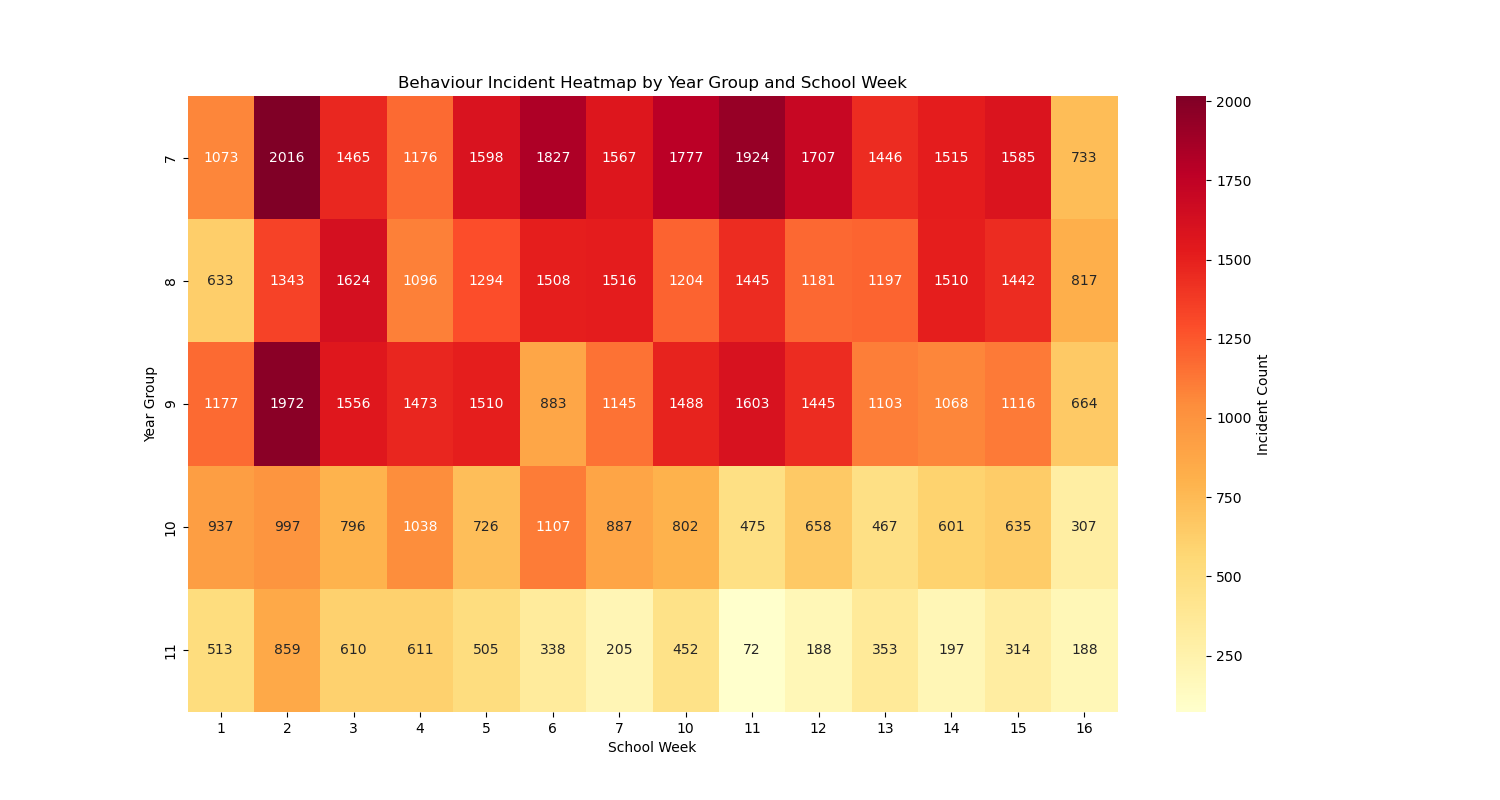 Behaviour Incident Heatmap by Year Group and School Week
7 1073 2016 1465 1176 1598 1827 1567 1777 1924 1707 1446 1515 1585 733
8 633 1343 1624 1096 1294 1508 1516 1204 1445 1181 1197 1510 1442 817
9 1177 1972 1556 1473 1510 883 1145 1488 1603 1445 1103 1068 1116 664
10 937 997 796 1038 726 1107 887 802 475 658 467 601 635 307
11 513 859 610 611 505 338 205 452 72 188 353 197 314 188
1 2 3 4 5 6 7 10 11 12 13 14 15 16
School Week
Year Group
2000
1750
1500
1250
1000
750
500
250
Incident Count